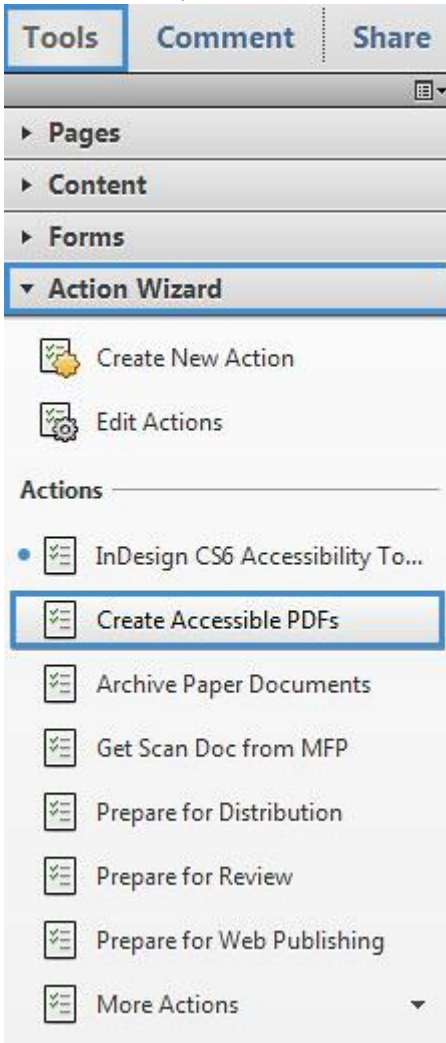 Tools Comment Share
Pages
Content
Forms
Action Wizard
Create New Action
Edit Actions
Actions
InDesign CS6 Accessibility To...
Create Accessible PDFs
Archive Paper Documents
Get Scan Doc from MFP
Prepare for Distribution
Prepare for Review
Prepare for Web Publishing
More Actions